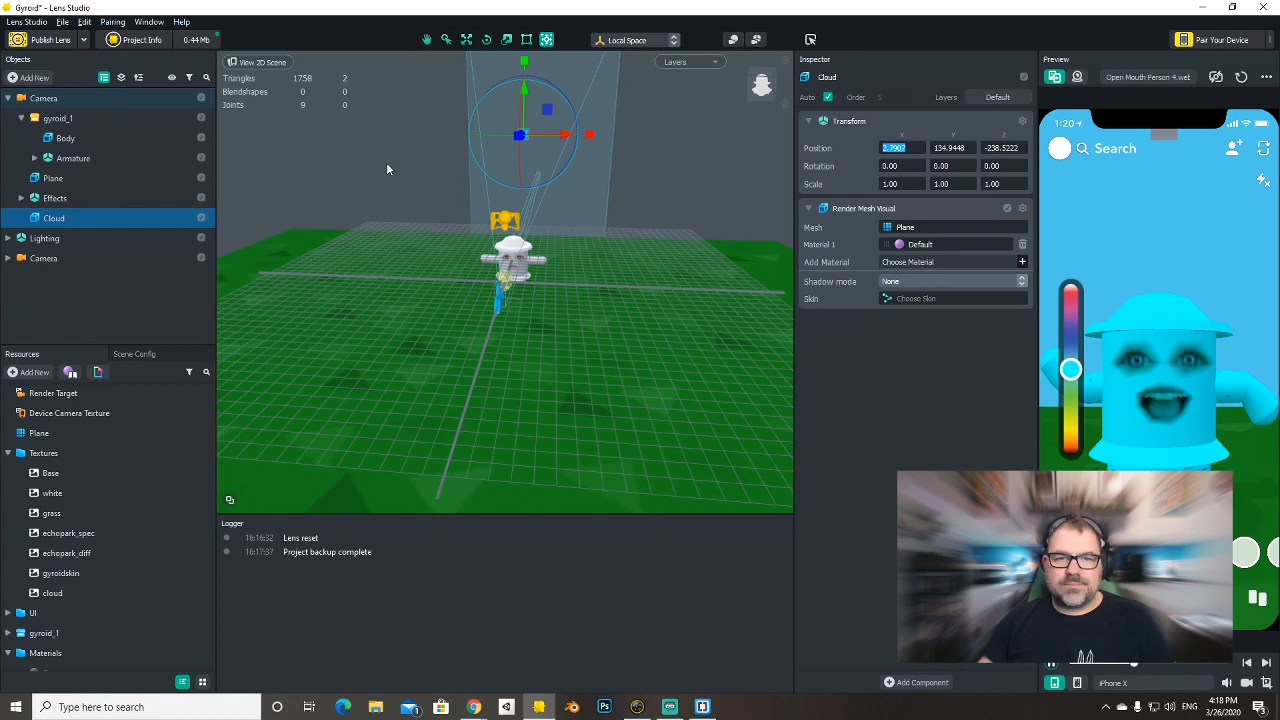 Gyroid* - Lens Studio
Lens Studio File Edit Pairing Window Help
Publish Lens Project Info 0.44 Mb Local Space Pair Your Device
Objects
Add New
Camera
gyroid_1
Body
Armature
Plane
Effects
Cloud
Lighting
Camera
Resources Scene Config
Add New
Render Target
Device Camera Texture
Plane
Textures
Base
white
grass
echopark_spec
echopark_diff
gyroidskin
cloud
UI
gyroid_1
Materials
View 2D Scene
Layers
Triangles 1758 2
Blendshapes 0 0
Joints 9 0
Logger
16:16:32 Lens reset
16:17:37 Project backup complete
Inspector
Cloud
Auto Order S Layers Default
Transform
X Y Z
Position 2.7907 134.9448 -238.5222
Rotation 0.00 0.00 0.00
Scale 1.00 1.00 1.00
Render Mesh Visual
Mesh Plane
Material 1 Default
Add Material Choose Material
Shadow mode None
Skin Choose Skin
Add Component
Preview
Open Mouth Person 4.web
1:20
Search
iPhone X
Type here to search
1
4:18 PM
3/26/2020